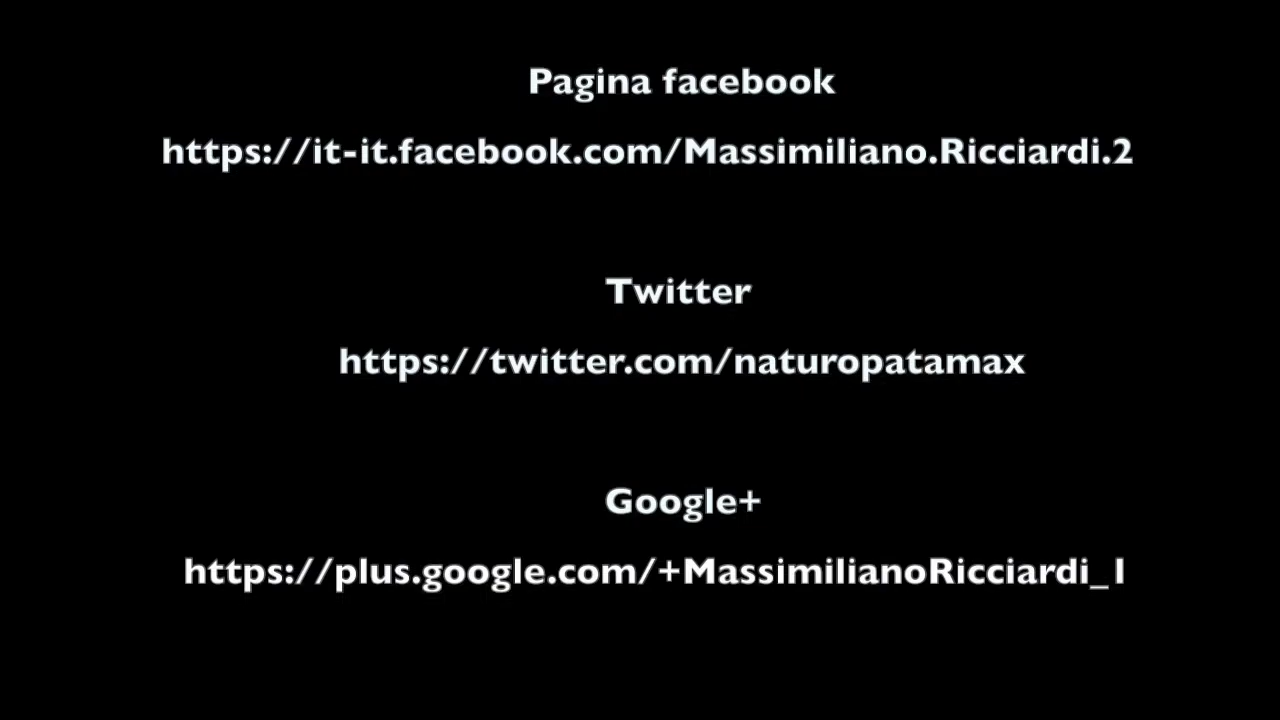 Pagina facebook
https://it-it.facebook.com/Massimiliano.Ricciardi.2
Twitter
https://twitter.com/naturopatamax
Google+
https://plus.google.com/+MassimilianoRicciardi_1